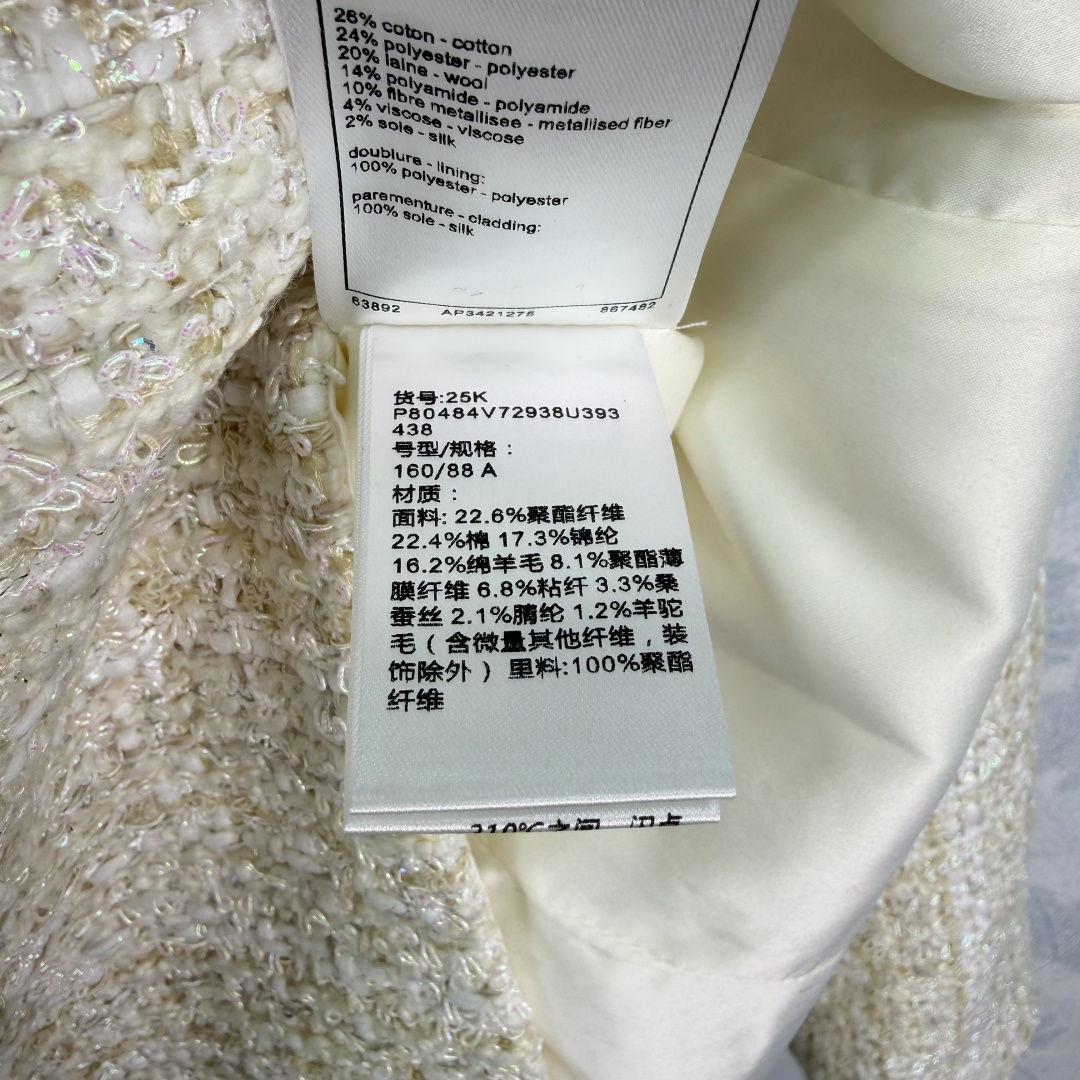 26% coton - cotton
24% polyester - polyester
20% laine - wool
14% polyamide - polyamide
10% fibre metallisee - metallised fiber
4% viscose - viscose
2% soie - silk
doublure - lining:
100% polyester - polyester
parementure - cladding:
100% soie - silk
63892 AP3421275 867482
货号:25K
P80484V72938U393
438
号型/规格：
160/88 A
材质：
面料: 22.6%聚酯纤维
22.4%棉 17.3%锦纶
16.2%绵羊毛 8.1%聚酯薄
膜纤维 6.8%粘纤 3.3%桑
蚕丝 2.1%腈纶 1.2%羊驼
毛（含微量其他纤维，装
饰除外）里料:100%聚酯
纤维